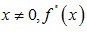 x ≠ 0, f ′ (x)